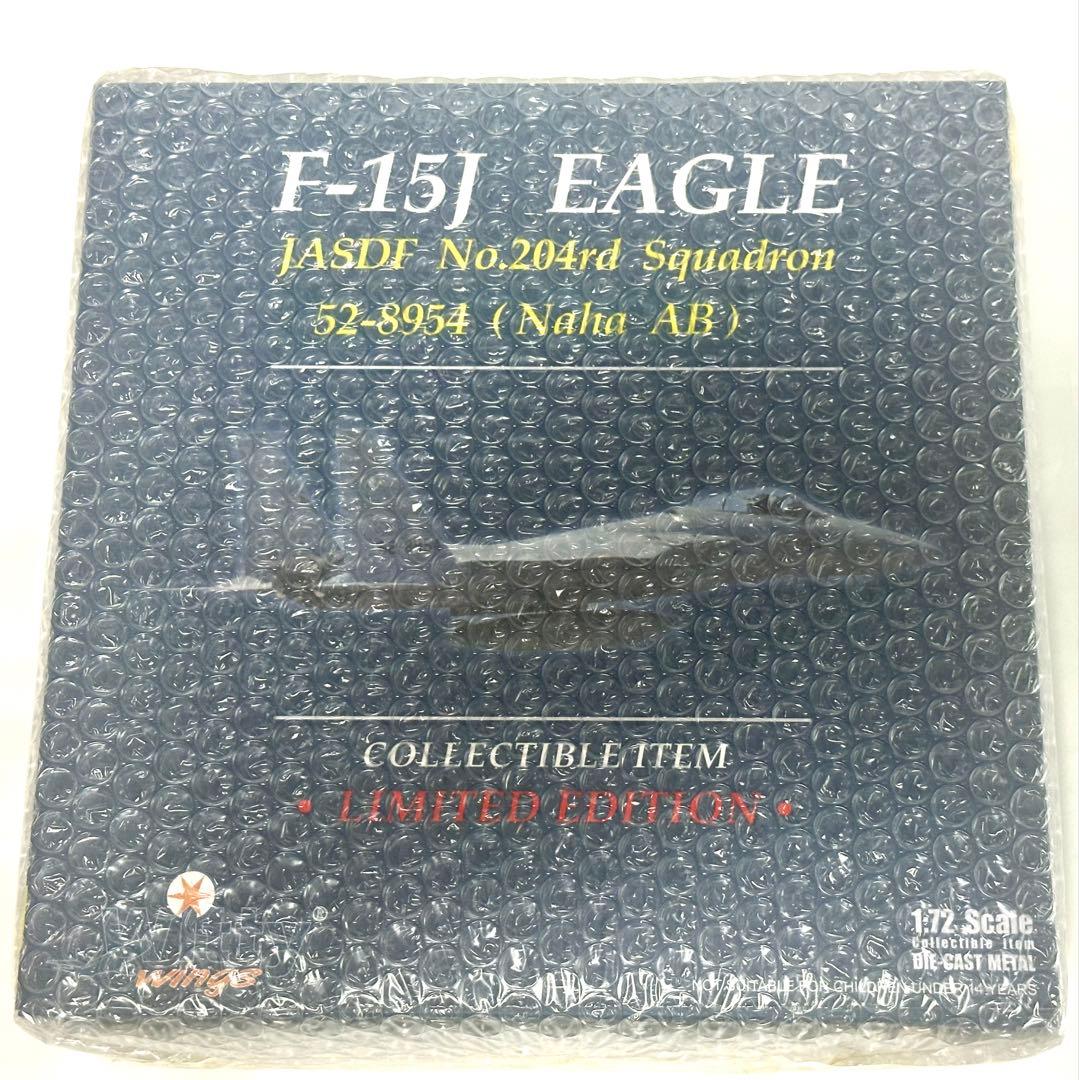 F-15J EAGLE
JASDF No.204rd Squadron
52-8954 ( Naha AB )
COLLECTIBLE ITEM
• LIMITED EDITION •
®
wings
1:72 Scale
Collectible item
DIE-CAST METAL
NOT SUITABLE FOR CHILDREN UNDER 14 YEARS